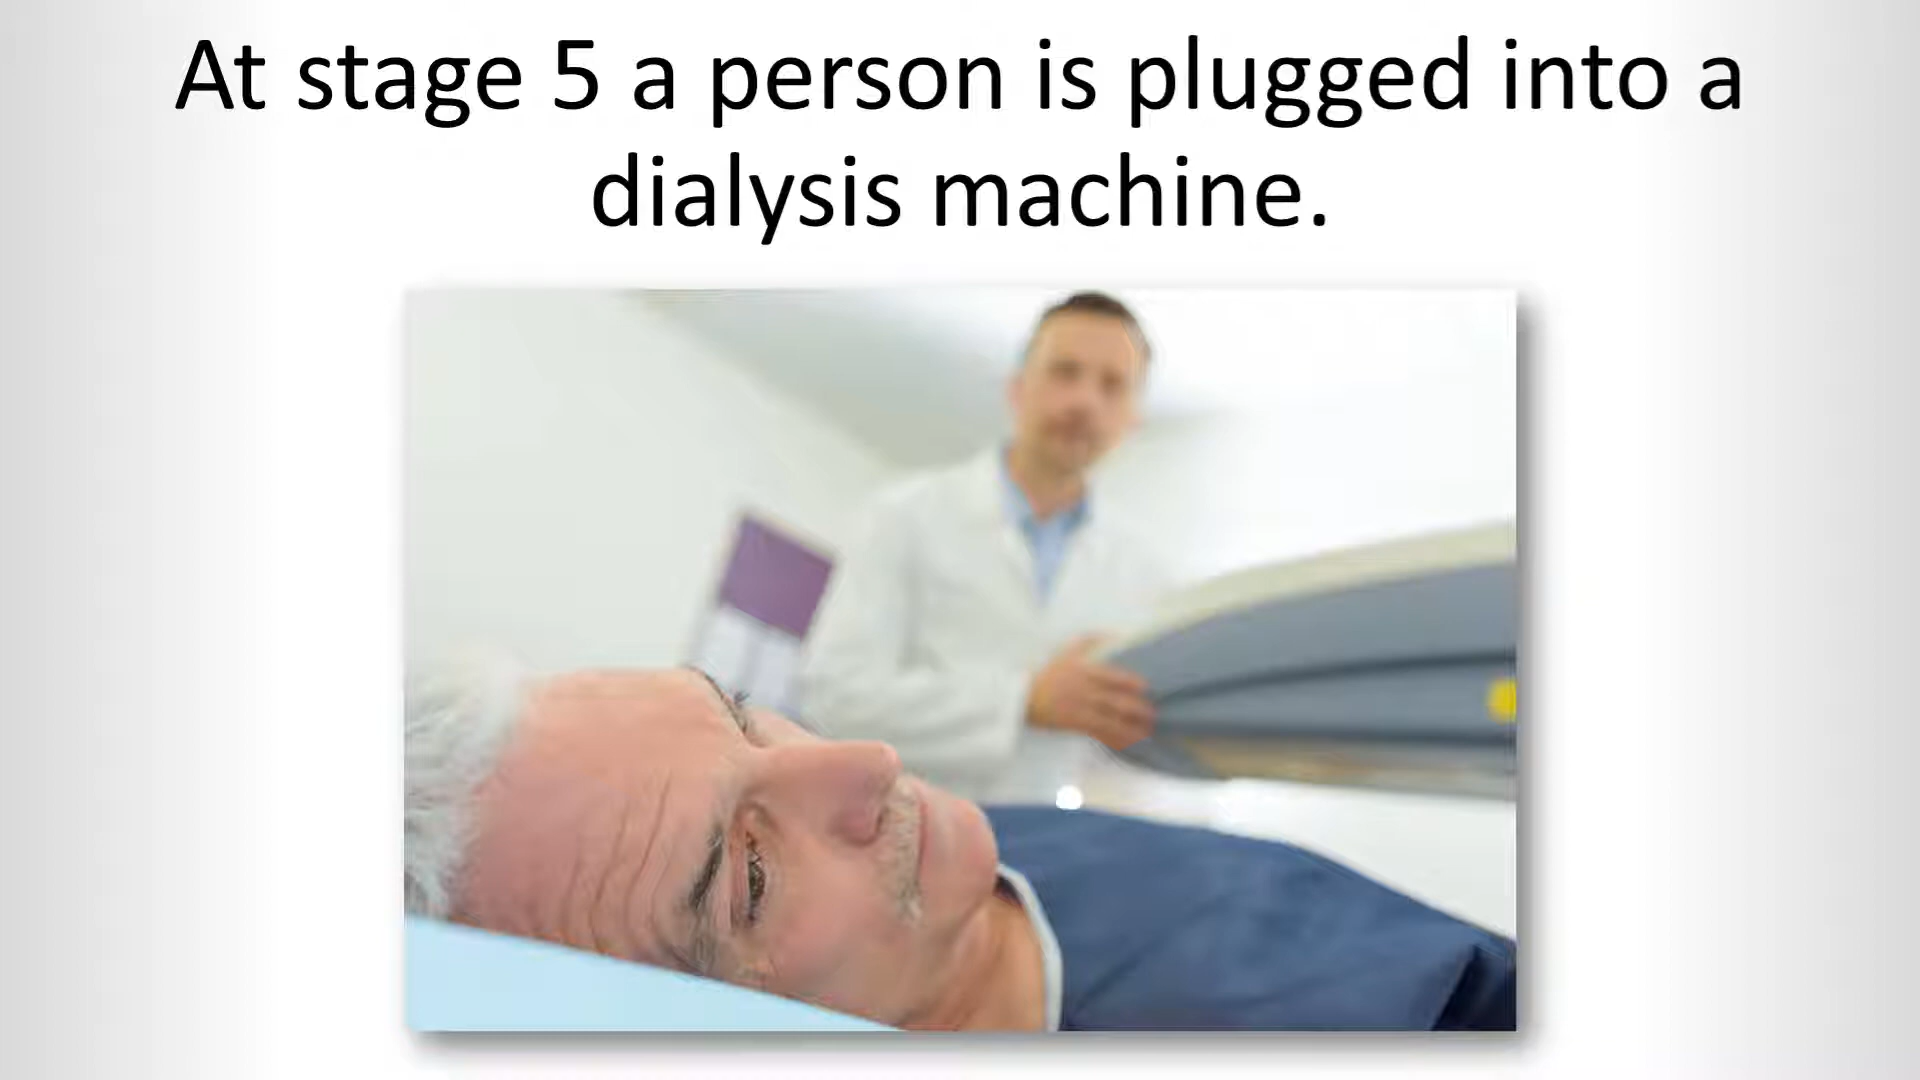 At stage 5 a person is plugged into a
dialysis machine.